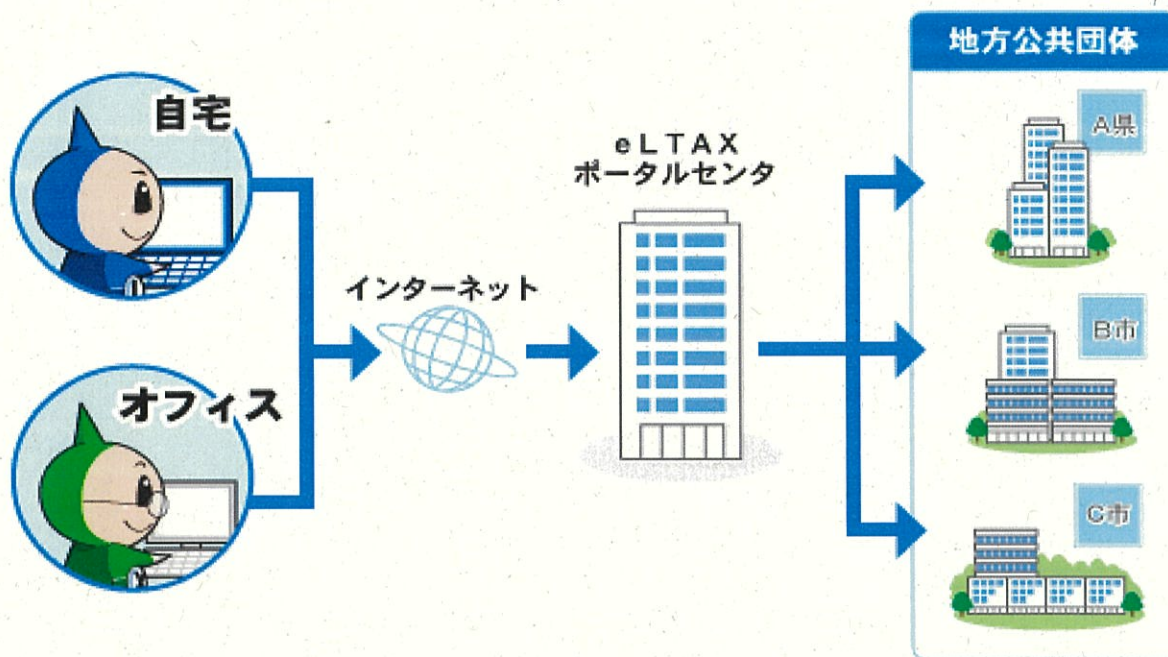 地方公共団体
自宅
A県
eLTAX
ポータルセンタ
インターネット
B市
オフィス
C市